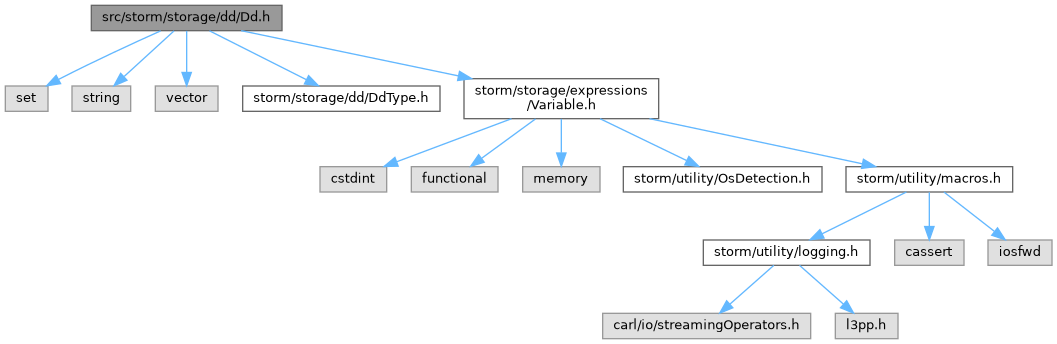 src/storm/storage/dd/Dd.h
set
string
vector
storm/storage/dd/DdType.h
storm/storage/expressions
/Variable.h
cstdint
functional
memory
storm/utility/OsDetection.h
storm/utility/macros.h
storm/utility/logging.h
cassert
iosfwd
carl/io/streamingOperators.h
l3pp.h